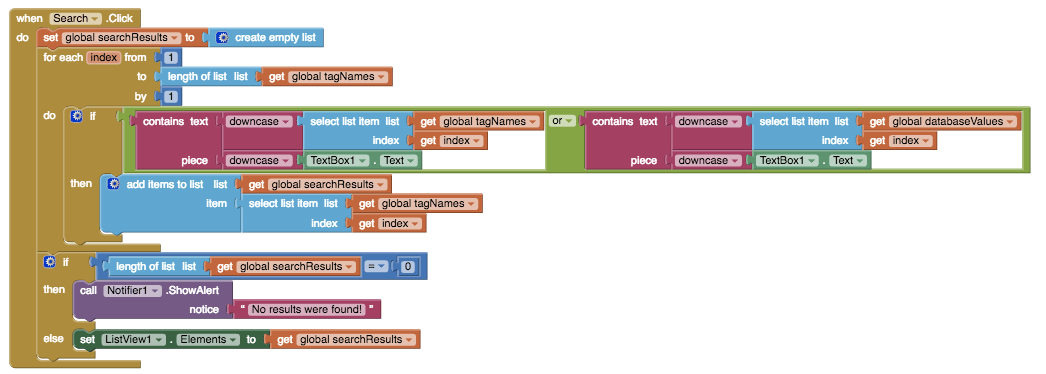 when Search .Click
do set global searchResults to create empty list
for each index from 1
to length of list list get global tagNames
by 1
do if contains text downcase select list item list get global tagNames or contains text downcase select list item list get global databaseValues
index get index index get index
piece downcase TextBox1 . Text piece downcase TextBox1 . Text
then add items to list list get global searchResults
item select list item list get global tagNames
index get index
if length of list list get global searchResults = 0
then call Notifier1 .ShowAlert
notice " No results were found! "
else set ListView1 . Elements to get global searchResults